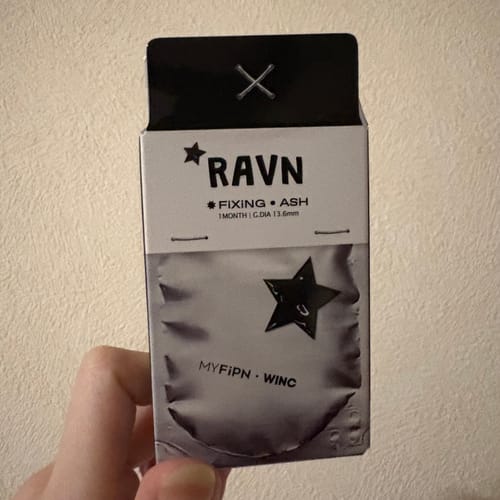 RAVN
FiXiNG • ASH
1MONTH | G.DIA 13.6mm
MYFiPN · WINC